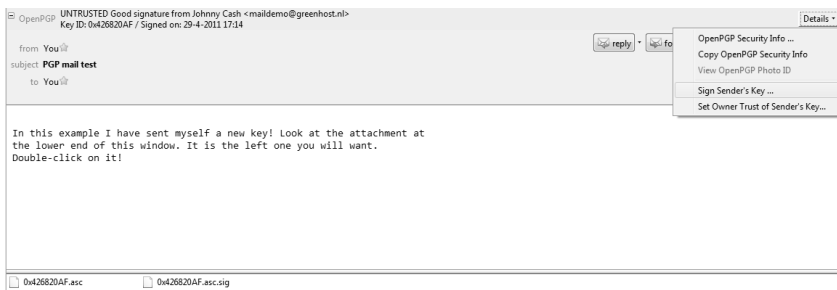 OpenPGP UNTRUSTED Good signature from Johnny Cash <maildemo@greenhost.nl>
Key ID: 0x426820AF / Signed on: 29-4-2011 17:14
Details
from You
subject PGP mail test
to You
reply
fo
OpenPGP Security Info ...
Copy OpenPGP Security Info
View OpenPGP Photo ID
Sign Sender's Key ...
Set Owner Trust of Sender's Key...
In this example I have sent myself a new key! Look at the attachment at
the lower end of this window. It is the left one you will want.
Double-click on it!
0x426820AF.asc
0x426820AF.asc.sig